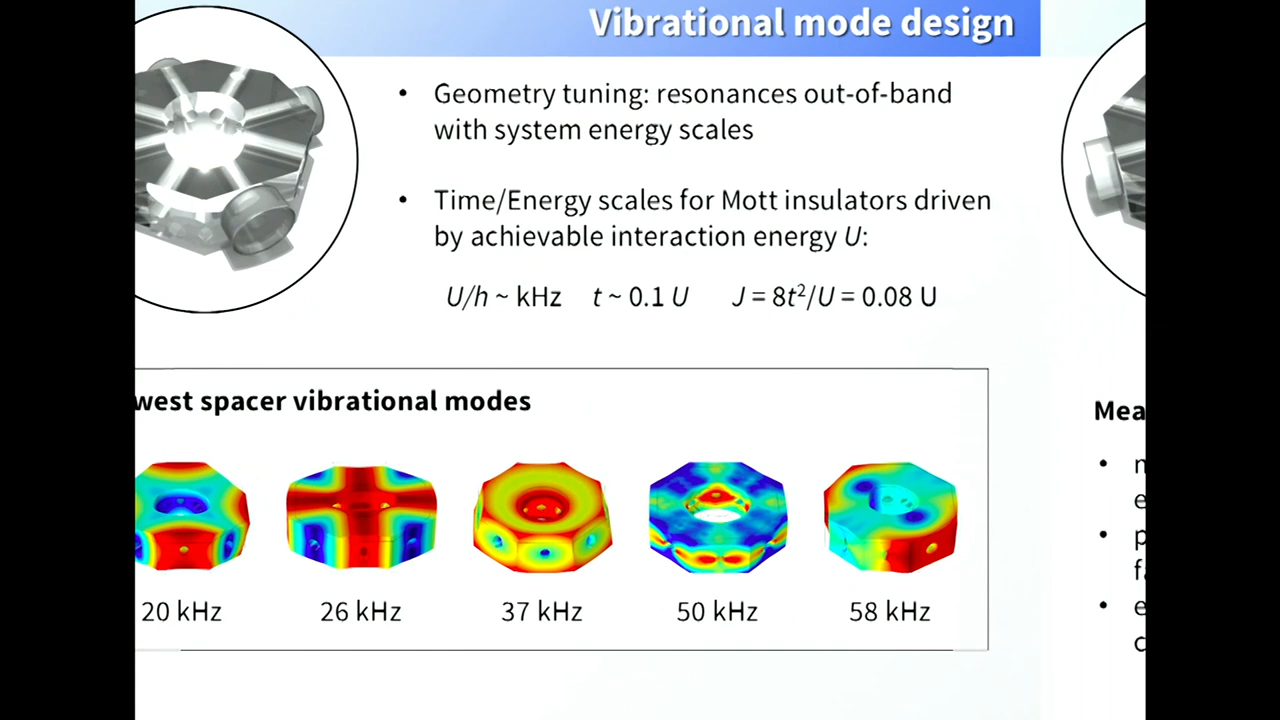 Vibrational mode design
• Geometry tuning: resonances out-of-band
with system energy scales
• Time/Energy scales for Mott insulators driven
by achievable interaction energy U:
U/h ~ kHz t ~ 0.1 U J = 8t²/U = 0.08 U
west spacer vibrational modes
20 kHz 26 kHz 37 kHz 50 kHz 58 kHz
Mea
•
•
•